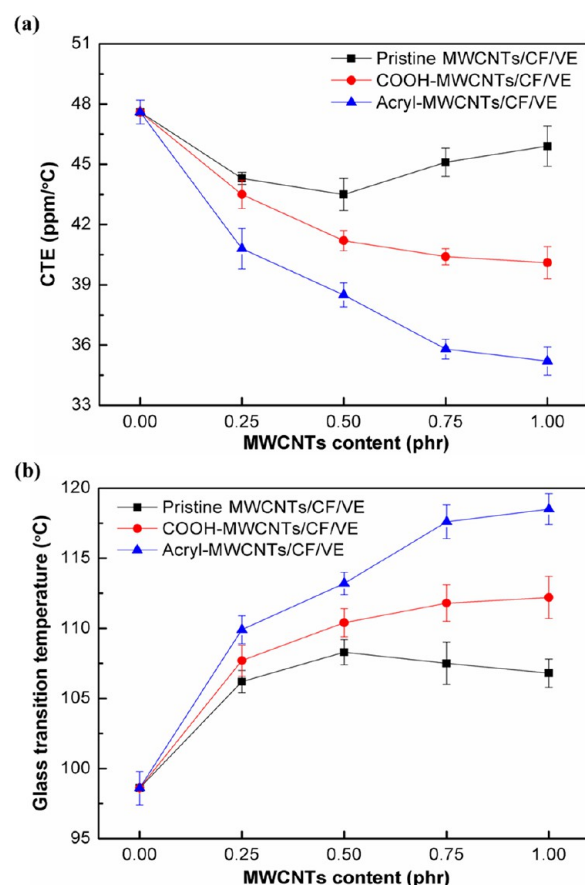 (a)
51
48
45
42
39
36
33
CTE (ppm/°C)
Pristine MWCNTs/CF/VE
COOH-MWCNTs/CF/VE
Acryl-MWCNTs/CF/VE
0.00 0.25 0.50 0.75 1.00
MWCNTs content (phr)
(b)
120
115
110
105
100
95
Glass transition temperature (°C)
Pristine MWCNTs/CF/VE
COOH-MWCNTs/CF/VE
Acryl-MWCNTs/CF/VE
0.00 0.25 0.50 0.75 1.00
MWCNTs content (phr)